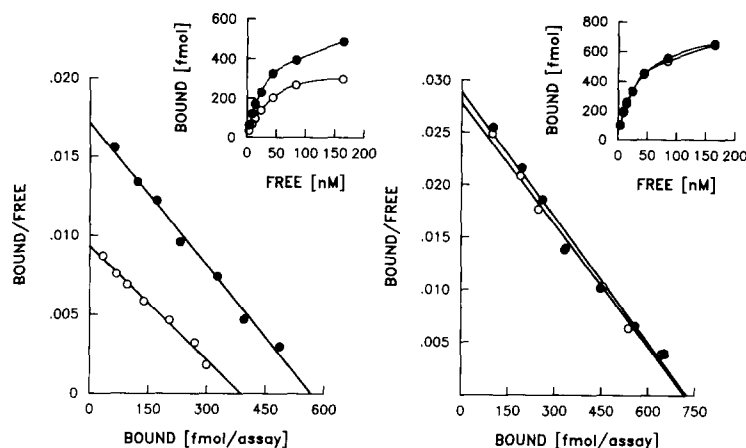 600
400
200
0
BOUND [fmol]
0 50 100 150 200
FREE [nM]
.020
.015
.010
.005
0
BOUND/FREE
0 150 300 450 600
BOUND [fmol/assay]
800
600
400
200
0
BOUND [fmol]
0 50 100 150 200
FREE [nM]
.030
.025
.020
.015
.010
.005
BOUND/FREE
0 150 300 450 600 750
BOUND [fmol/assay]